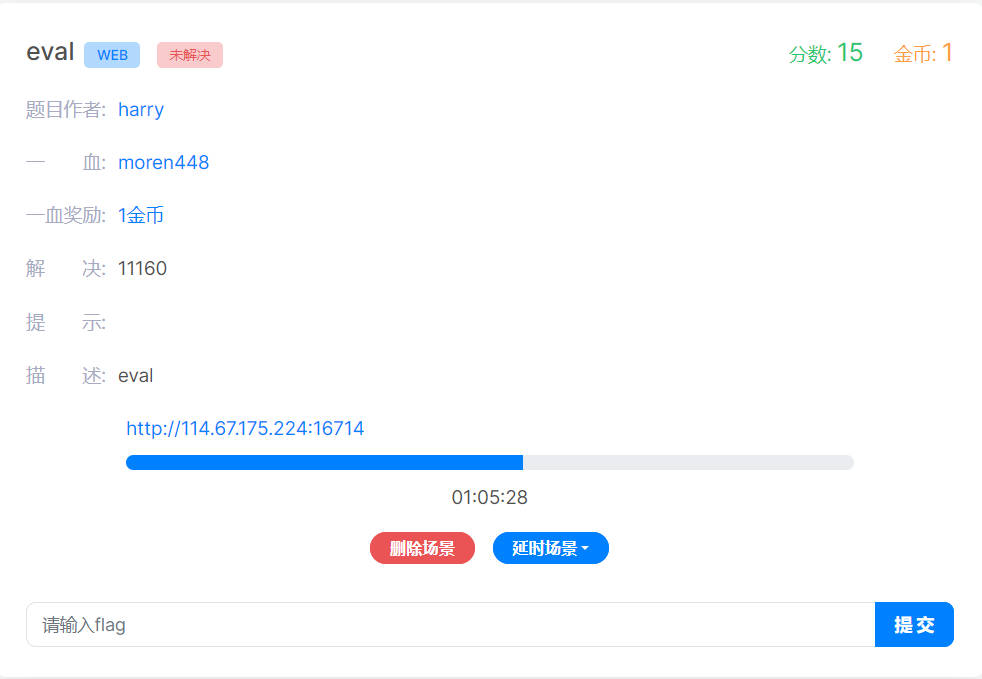 eval WEB 未解决 分数: 15 金币: 1
题目作者: harry
一 血: moren448
一血奖励: 1金币
解 决: 11160
提 示:
描 述: eval
http://114.67.175.224:16714
01:05:28
删除场景 延时场景
请输入flag 提交